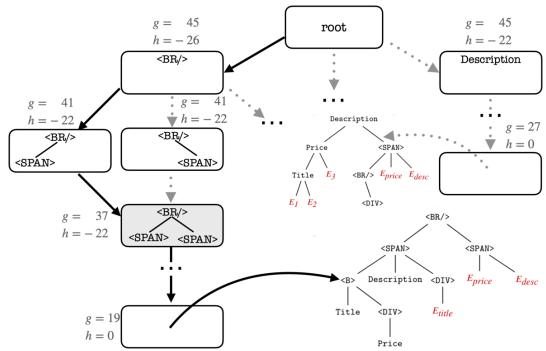 g = 45
h = −26
root
g = 45
h = −22
<BR/>
Description
g = 41
h = −22
g = 41
h = −22
...
...
...
g = 27
h = 0
<BR/>
<SPAN>
<BR/>
<SPAN>
Description
Price <SPAN>
Title E3 <BR/> Eprice Edesc
E1 E2 <DIV>
g = 37
h = −22
<BR/>
<SPAN> <SPAN>
...
<BR/>
<SPAN> <SPAN>
<B> Description <DIV> Eprice Edesc
Title <DIV> Etitle
Price
g = 19
h = 0